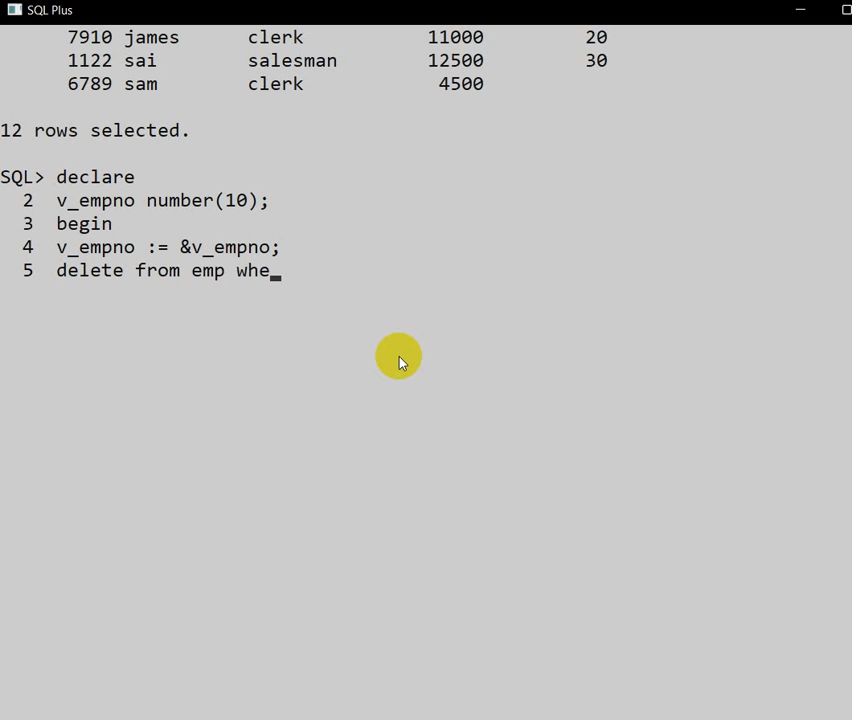 SQL Plus
7910 james clerk 11000 20
1122 sai salesman 12500 30
6789 sam clerk 4500
12 rows selected.
SQL> declare
2 v_empno number(10);
3 begin
4 v_empno := &v_empno;
5 delete from emp whe